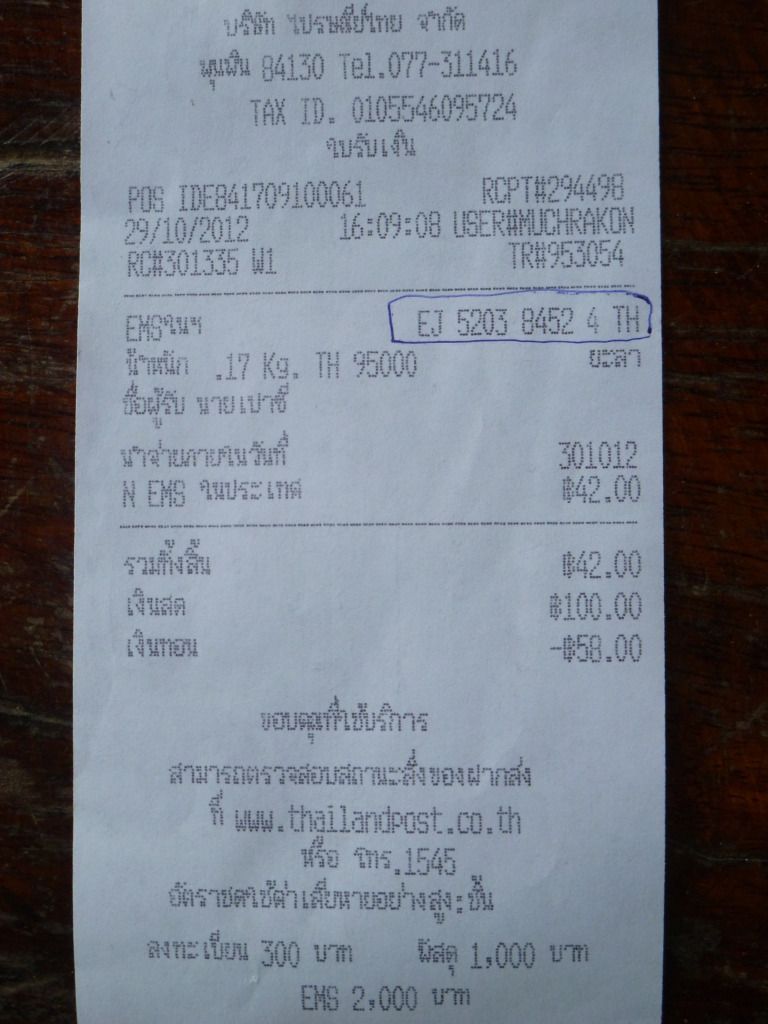 บริษัท ไปรษณีย์ไทย จำกัด
พุนพิน 84130 Tel.077-311416
TAX ID. 0105546095724
ใบรับเงิน
POS IDE841709100061 RCPT#294498
29/10/2012 16:09:08 USER#MUCHRAKON
RC#301335 W1 TR#953054
EMSในฯ EJ 5203 8452 4 TH
น้ำหนัก .17 Kg. TH 95000 ยะลา
ชื่อผู้รับ นายเปาซี
นำจ่ายภายในวันที่ 301012
N EMS ในประเทศ ฿42.00
รวมทั้งสิ้น ฿42.00
เงินสด ฿100.00
เงินทอน -฿58.00
ขอบคุณที่ใช้บริการ
สามารถตรวจสอบสถานะสิ่งของฝากส่ง
ที่ www.thailandpost.co.th
หรือ โทร.1545
อัตราชดใช้ค่าเสียหายอย่างสูง:ชิ้น
ลงทะเบียน 300 บาท พัสดุ 1,000 บาท
EMS 2,000 บาท